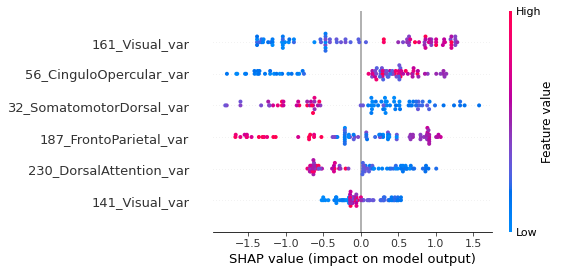 High
161_Visual_var
56_CinguloOpercular_var
32_SomatomotorDorsal_var
187_FrontoParietal_var
230_DorsalAttention_var
141_Visual_var
Feature value
Low
−1.5 −1.0 −0.5 0.0 0.5 1.0 1.5
SHAP value (impact on model output)